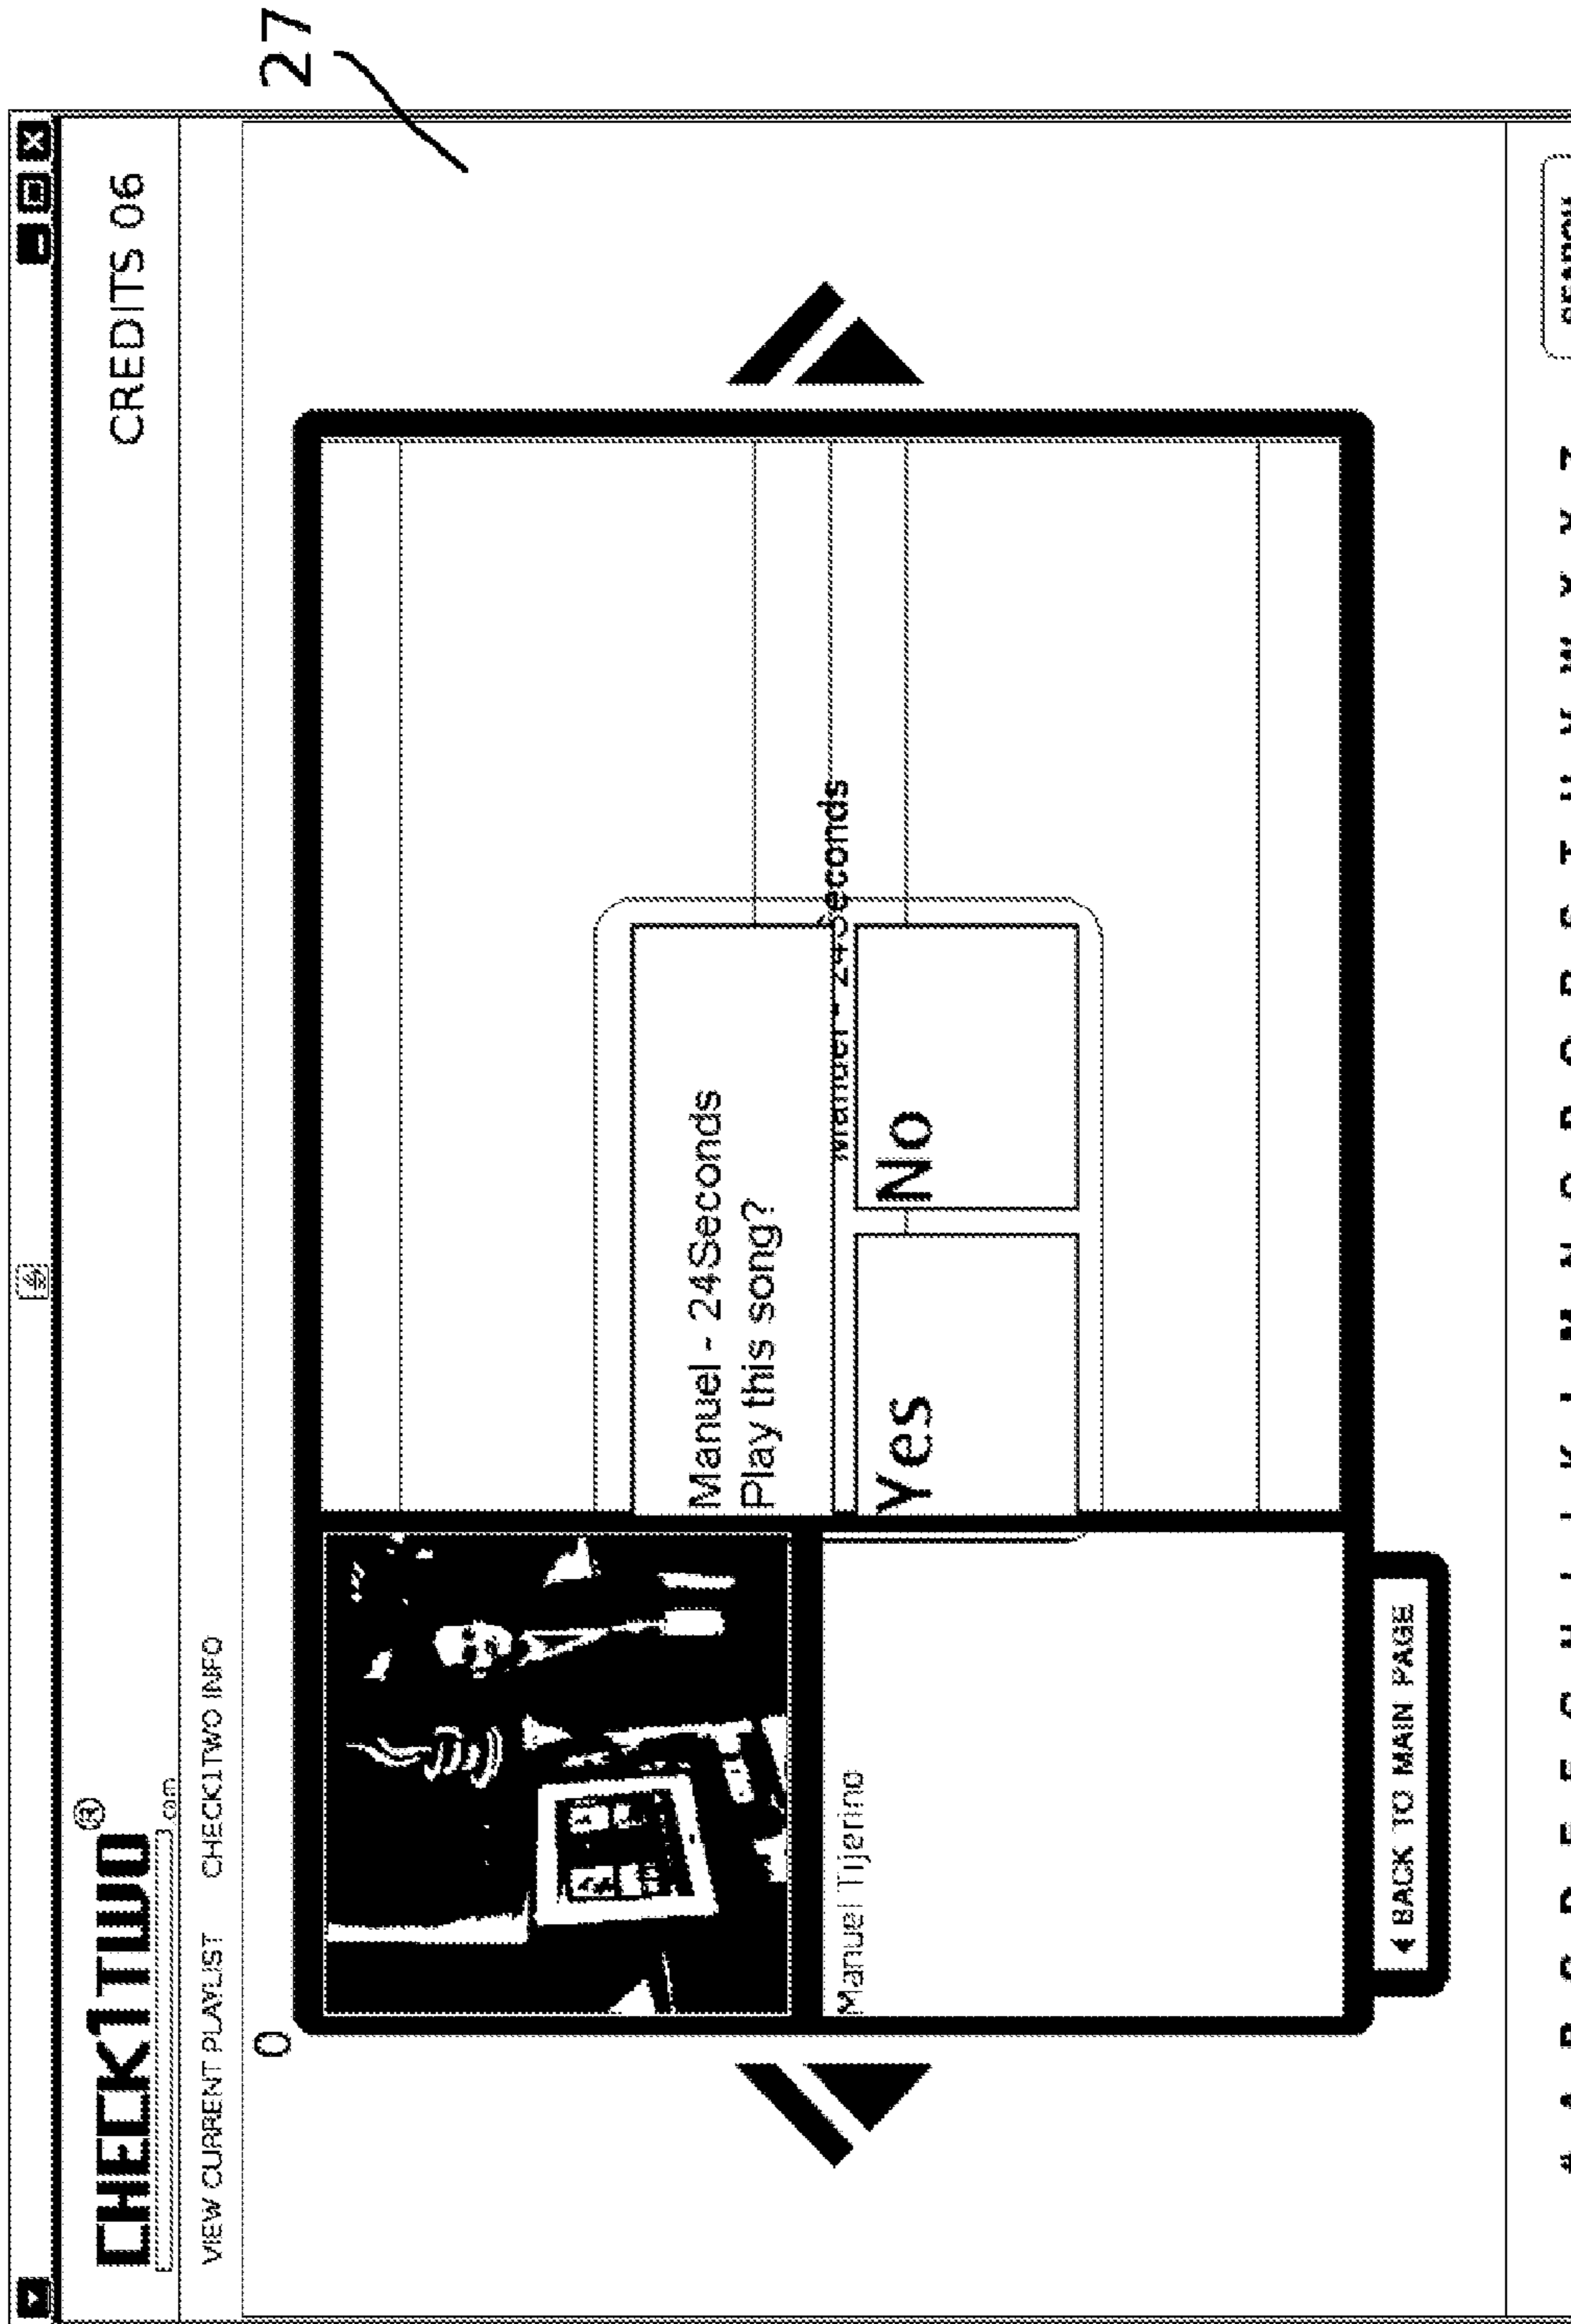 27
CREDITS 06
CHECK1TWO®
.com
VIEW CURRENT PLAYLIST CHECK1TWO INFO
0
Manuel - 24Seconds
Play this song?
Manuel - 24Seconds
Yes No
Manuel Tijerino
BACK TO MAIN PAGE
SEARCH